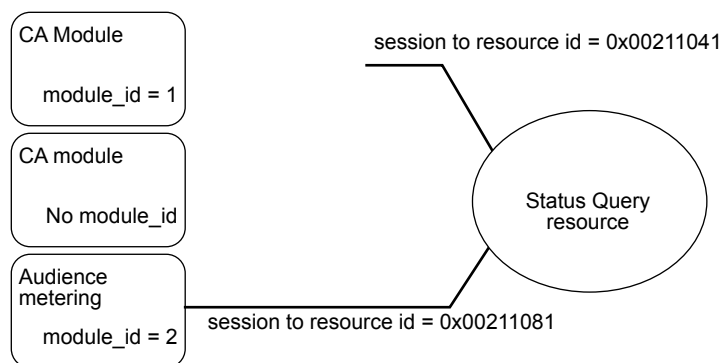 CA Module
module_id = 1
session to resource id = 0x00211041
CA module
No module_id
Status Query
resource
Audience
metering
module_id = 2
session to resource id = 0x00211081